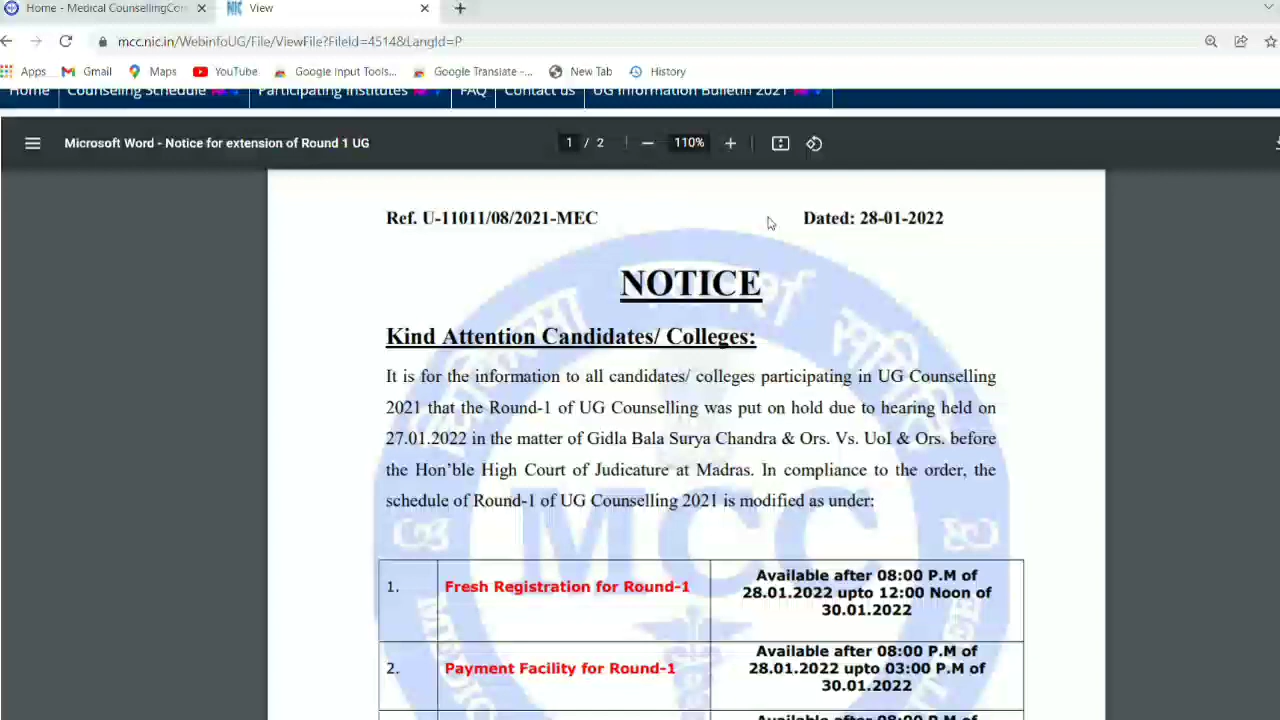 Home - Medical CounsellingCom
View
mcc.nic.in/WebinfoUG/File/ViewFile?FileId=4514&LangId=P
Apps Gmail Maps YouTube Google Input Tools... Google Translate -... New Tab History
Home Counseling Schedule Participating Institutes FAQ Contact us UG Information Bulletin 2021
Microsoft Word - Notice for extension of Round 1 UG
1 / 2
110%
Ref. U-11011/08/2021-MEC Dated: 28-01-2022
NOTICE
Kind Attention Candidates/ Colleges:
It is for the information to all candidates/ colleges participating in UG Counselling
2021 that the Round-1 of UG Counselling was put on hold due to hearing held on
27.01.2022 in the matter of Gidla Bala Surya Chandra & Ors. Vs. UoI & Ors. before
the Hon’ble High Court of Judicature at Madras. In compliance to the order, the
schedule of Round-1 of UG Counselling 2021 is modified as under:
MCC
1. Fresh Registration for Round-1
Available after 08:00 P.M of
28.01.2022 upto 12:00 Noon of
30.01.2022
2. Payment Facility for Round-1
Available after 08:00 P.M of
28.01.2022 upto 03:00 P.M of
30.01.2022